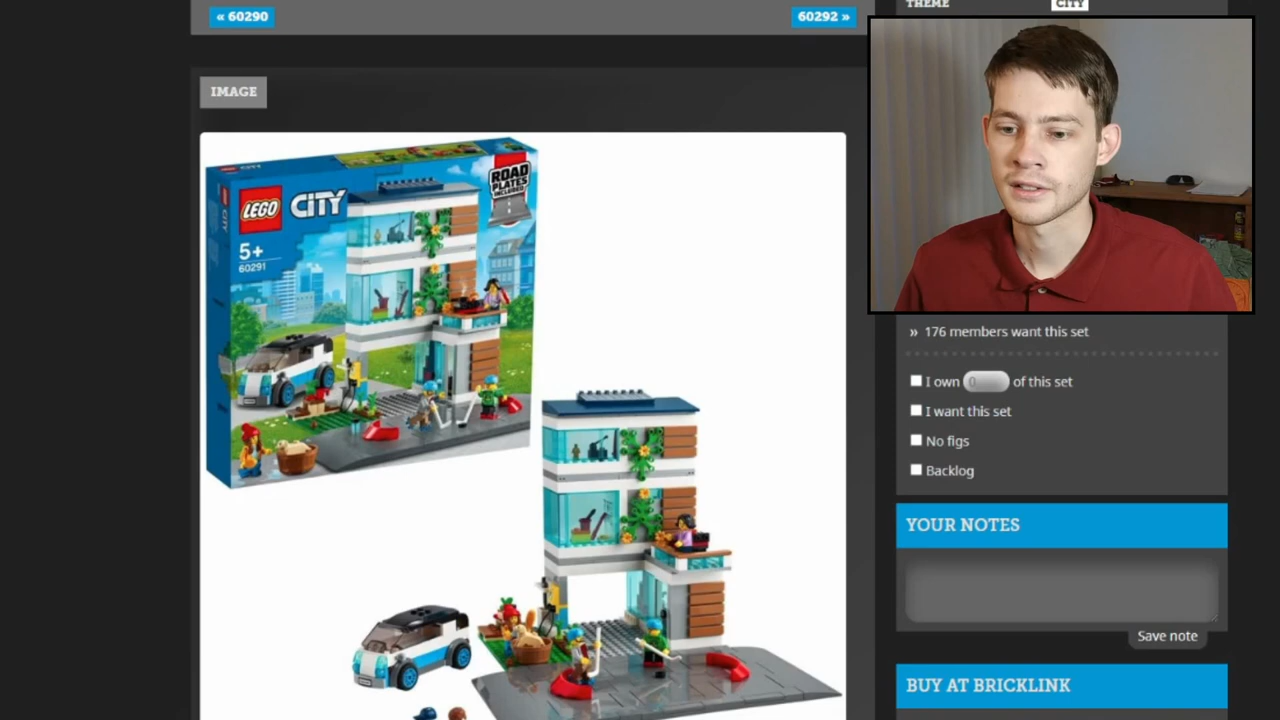 « 60290
60292 »
THEME
CITY
IMAGE
LEGO CITY
5+
60291
ROAD
PLATES
INCLUDED
» 176 members want this set
I own 0 of this set
I want this set
No figs
Backlog
YOUR NOTES
Save note
BUY AT BRICKLINK